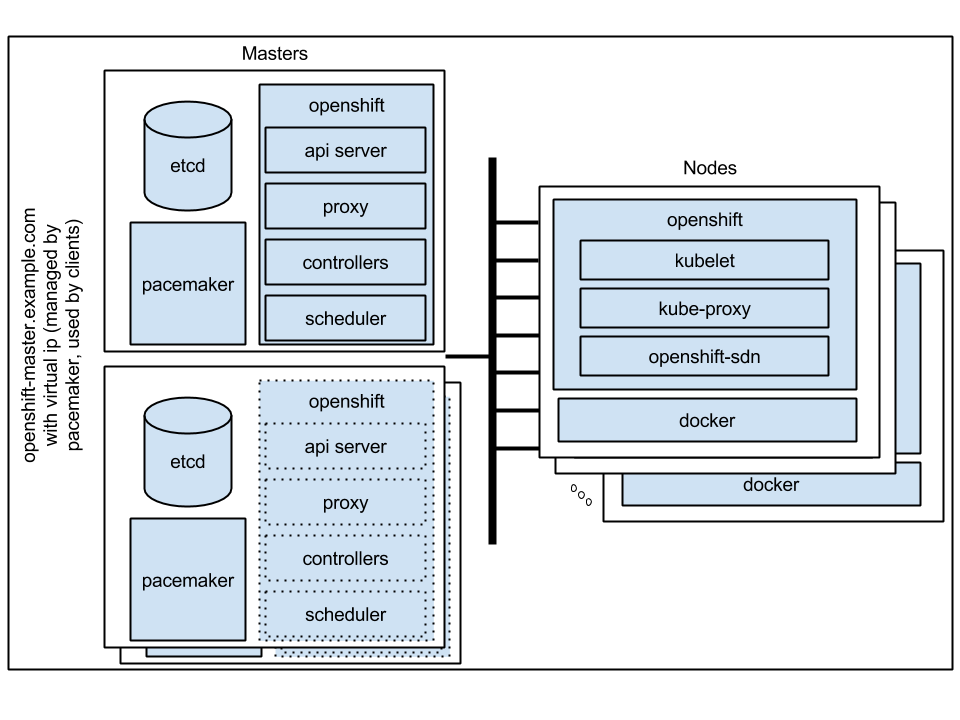 Masters
openshift-master.example.com
with virtual ip (managed by
pacemaker, used by clients)
etcd
pacemaker
openshift
api server
proxy
controllers
scheduler
etcd
pacemaker
openshift
api server
proxy
controllers
scheduler
Nodes
openshift
kubelet
kube-proxy
openshift-sdn
docker
docker